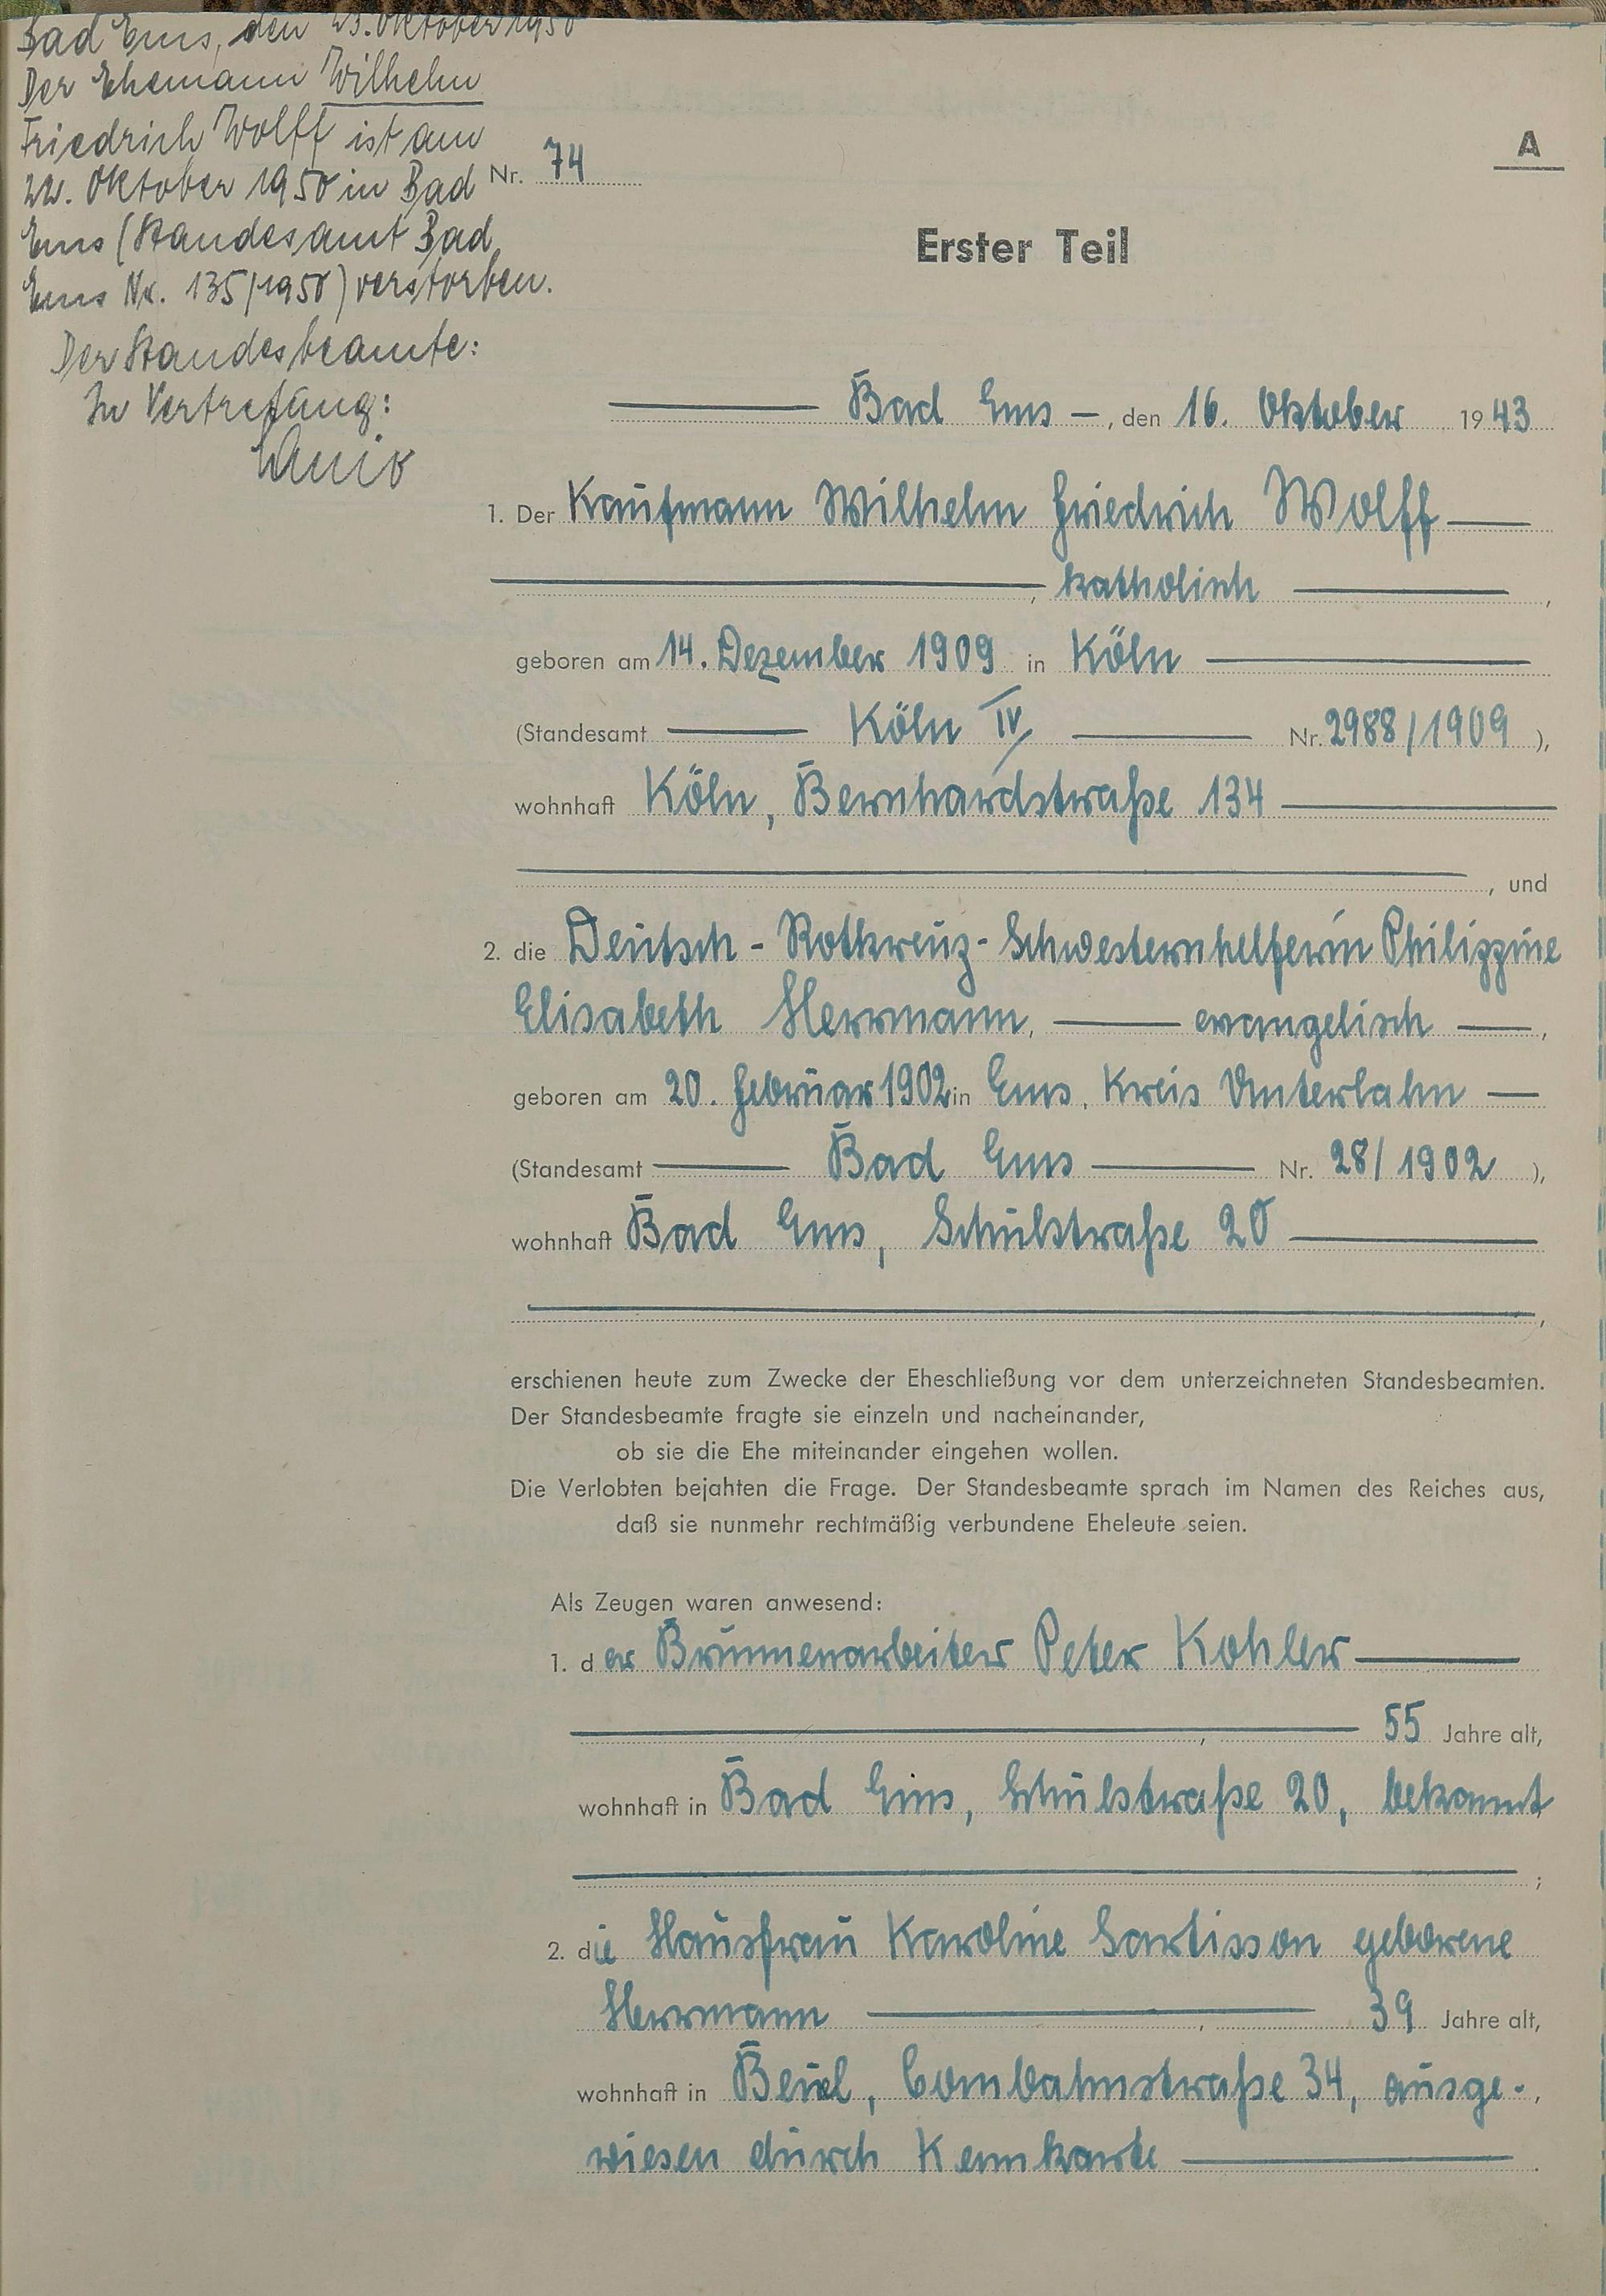 Bad Ems, den 23. Oktober 1950
Der Ehemann Wilhelm
Friedrich Wolff ist am
22. Oktober 1950 in Bad
Ems (Standesamt Bad
Ems Nr. 135/1950) verstorben.
Der Standesbeamte:
In Vertretung:
A
Nr. 74
Erster Teil
Bad Ems –, den 16. Oktober 1943
1. Der Kaufmann Wilhelm Friedrich Wolff
, katholisch ,
geboren am 14. Dezember 1909 in Köln
(Standesamt Köln IV Nr. 2988/1909 ),
wohnhaft Köln, Bernhardstraße 134
, und
2. die Deutsch-Rotkreuz-Schwesternhelferin Philippine
Elisabeth Herrmann, evangelisch ,
geboren am 20. Februar 1902 in Ems, Kreis Unterlahn
(Standesamt Bad Ems Nr. 28/1902 ),
wohnhaft Bad Ems, Schulstraße 20
,
erschienen heute zum Zwecke der Eheschließung vor dem unterzeichneten Standesbeamten.
Der Standesbeamte fragte sie einzeln und nacheinander,
ob sie die Ehe miteinander eingehen wollen.
Die Verlobten bejahten die Frage. Der Standesbeamte sprach im Namen des Reiches aus,
daß sie nunmehr rechtmäßig verbundene Eheleute seien.
Als Zeugen waren anwesend:
1. der Brunnenarbeiter Peter Kohler
, 55 Jahre alt,
wohnhaft in Bad Ems, Schulstraße 20, bekannt
;
2. die Hausfrau Karoline Sartisson geborene
Herrmann , 39 Jahre alt,
wohnhaft in Beuel, Combahnstraße 34, ausge-,
wiesen durch Kennkarte .